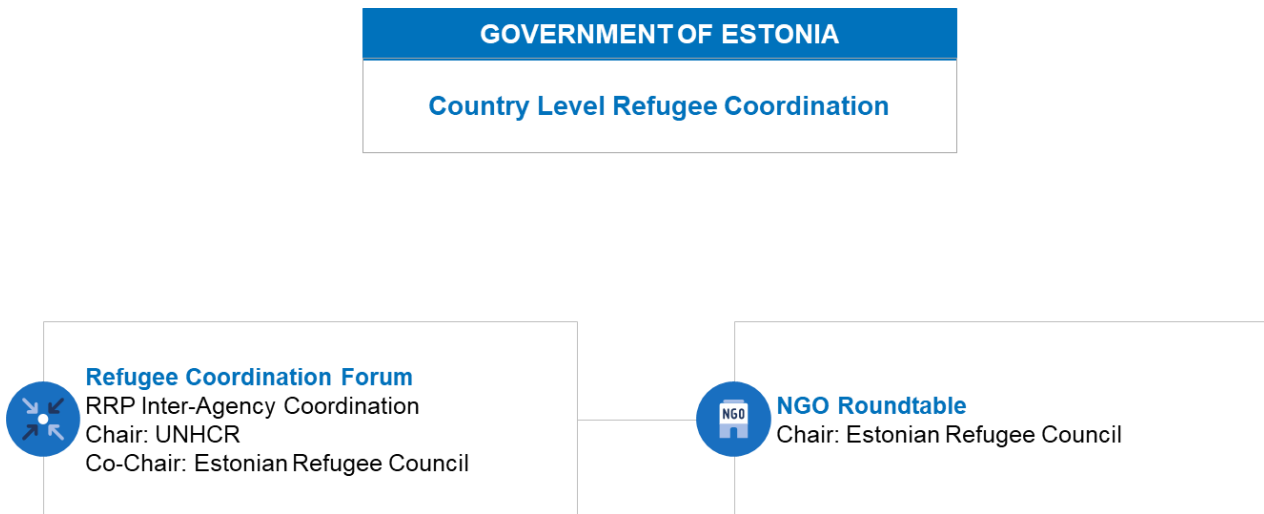 GOVERNMENT OF ESTONIA
Country Level Refugee Coordination
Refugee Coordination Forum
RRP Inter-Agency Coordination
Chair: UNHCR
Co-Chair: Estonian Refugee Council
NGO
NGO Roundtable
Chair: Estonian Refugee Council